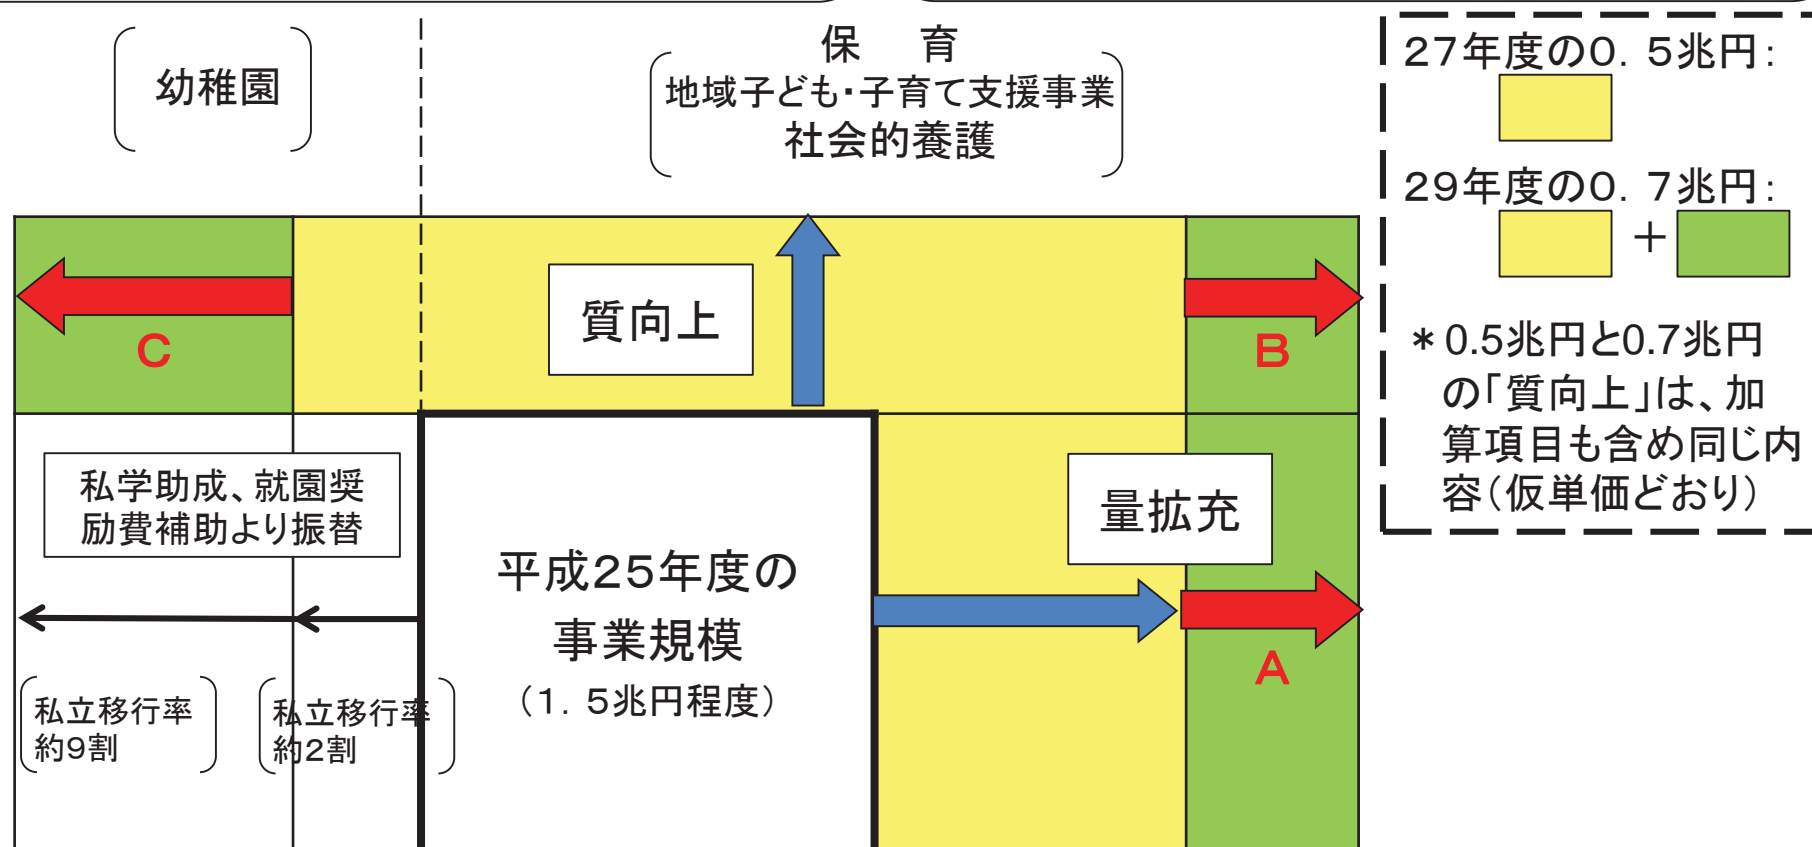 幼稚園
保　育
地域子ども・子育て支援事業
社会的養護
27年度の0．5兆円：
29年度の0．7兆円：
＋
＊0.5兆円と0.7兆円
の「質向上」は、加
算項目も含め同じ内
容（仮単価どおり）
C
質向上
B
私学助成、就園奨
励費補助より振替
量拡充
平成25年度の
事業規模
（1．5兆円程度）
A
私立移行率
約9割
私立移行率
約2割